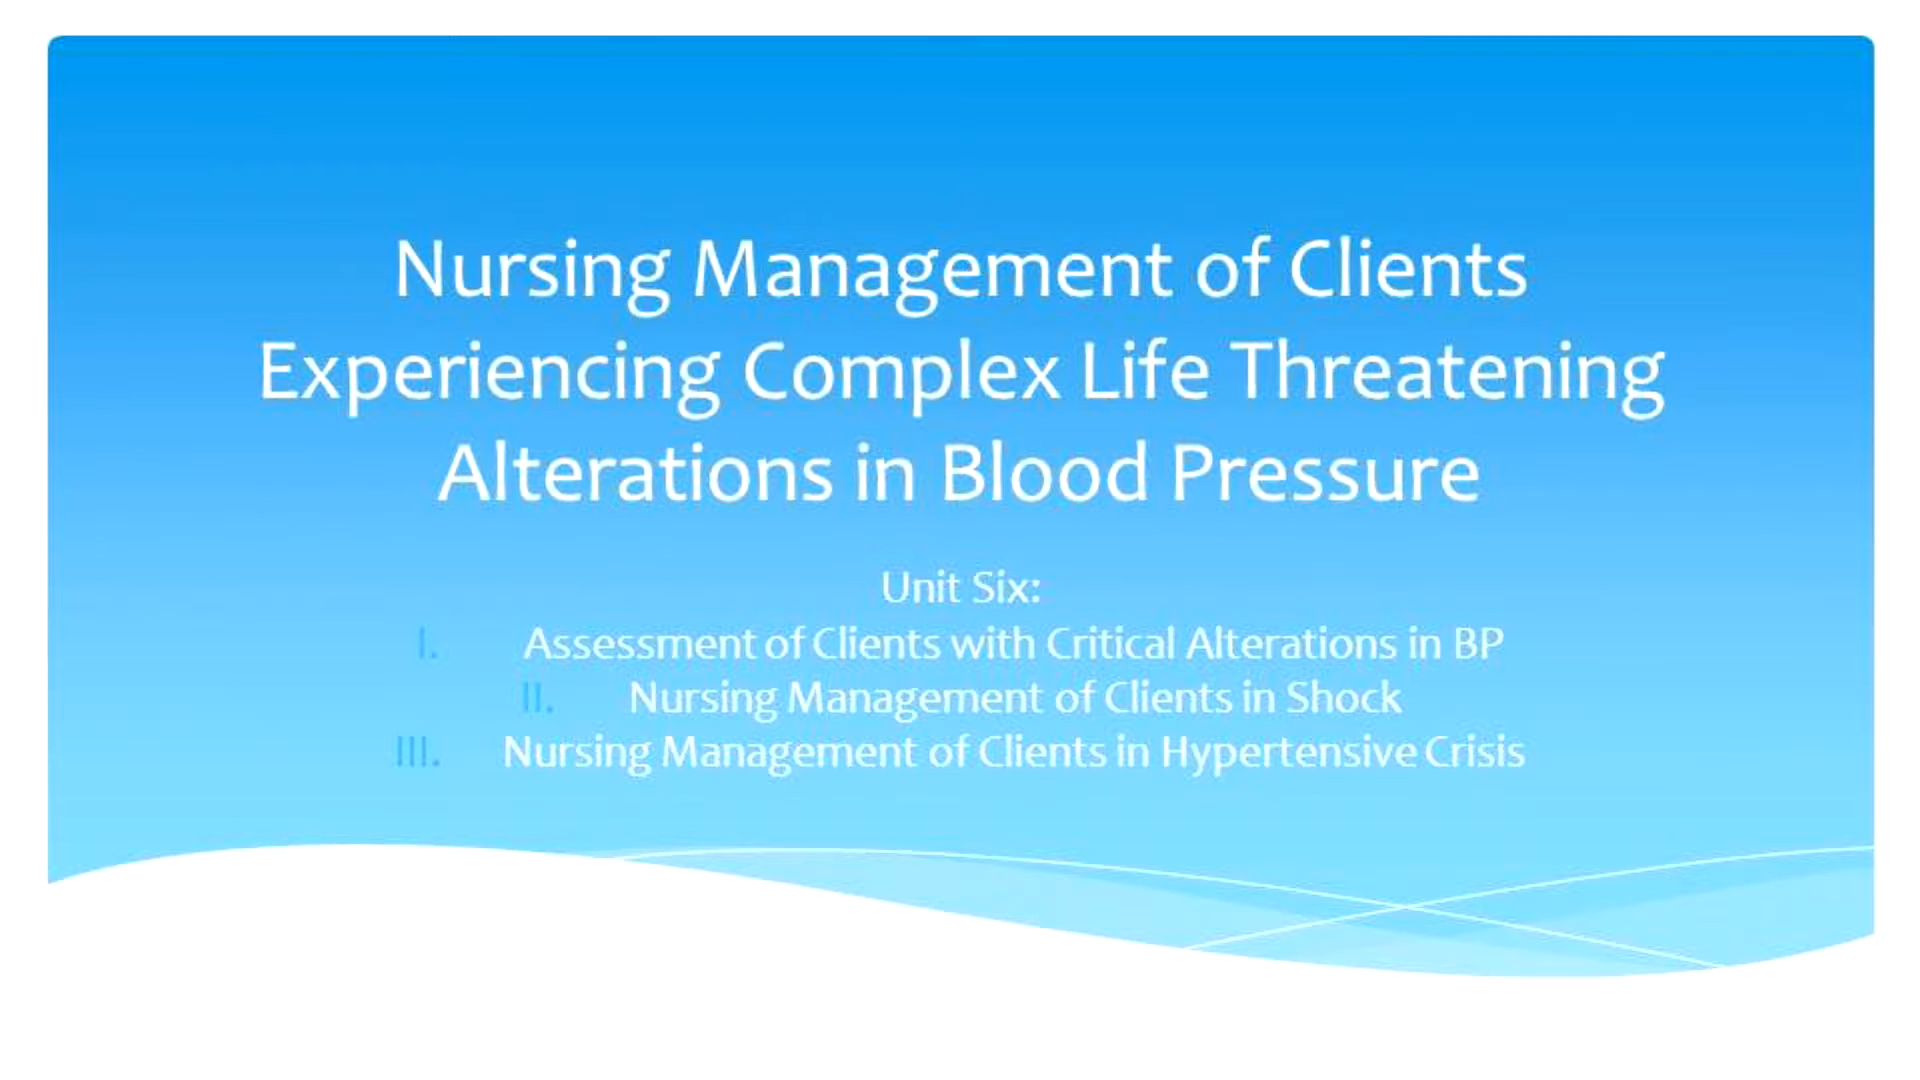 Nursing Management of Clients
Experiencing Complex Life Threatening
Alterations in Blood Pressure
Unit Six:
I. Assessment of Clients with Critical Alterations in BP
II. Nursing Management of Clients in Shock
III. Nursing Management of Clients in Hypertensive Crisis